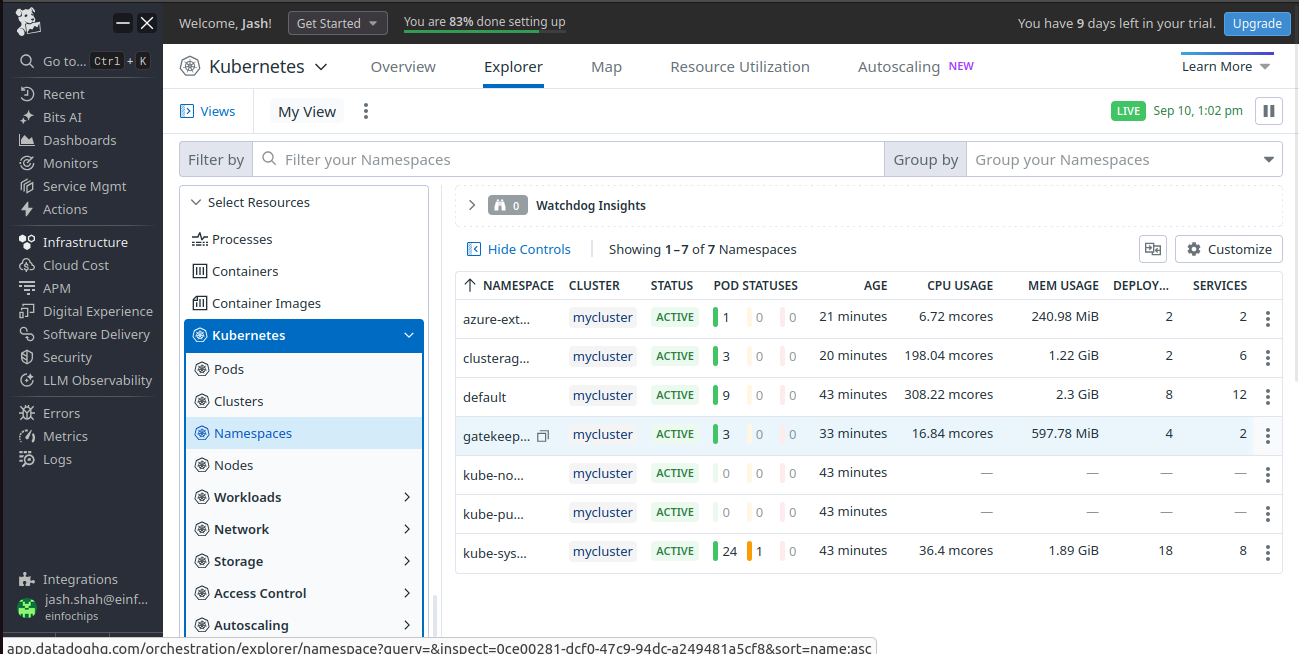 Welcome, Jash! Get Started You are 83% done setting up You have 9 days left in your trial. Upgrade
Go to... Ctrl + K
Recent
Bits AI
Dashboards
Monitors
Service Mgmt
Actions
Infrastructure
Cloud Cost
APM
Digital Experience
Software Delivery
Security
LLM Observability
Errors
Metrics
Logs
Integrations
jash.shah@einf...
einfochips
Kubernetes Overview Explorer Map Resource Utilization Autoscaling NEW Learn More
Views My View LIVE Sep 10, 1:02 pm
Filter by Filter your Namespaces Group by Group your Namespaces
Select Resources
Processes
Containers
Container Images
Kubernetes
Pods
Clusters
Namespaces
Nodes
Workloads
Network
Storage
Access Control
Autoscaling
0 Watchdog Insights
Hide Controls Showing 1–7 of 7 Namespaces Customize
NAMESPACE CLUSTER STATUS POD STATUSES AGE CPU USAGE MEM USAGE DEPLOY... SERVICES
azure-ext... mycluster ACTIVE 1 0 0 21 minutes 6.72 mcores 240.98 MiB 2 2
clusterag... mycluster ACTIVE 3 0 0 20 minutes 198.04 mcores 1.22 GiB 2 6
default mycluster ACTIVE 9 0 0 43 minutes 308.22 mcores 2.3 GiB 8 12
gatekeep... mycluster ACTIVE 3 0 0 33 minutes 16.84 mcores 597.78 MiB 4 2
kube-no... mycluster ACTIVE 0 0 0 43 minutes — — — —
kube-pu... mycluster ACTIVE 0 0 0 43 minutes — — — —
kube-sys... mycluster ACTIVE 24 1 0 43 minutes 36.4 mcores 1.89 GiB 18 8
app.datadoghq.com/orchestration/explorer/namespace?query=&inspect=0ce00281-dcf0-47c9-94dc-a249481a5cf8&sort=name:asc